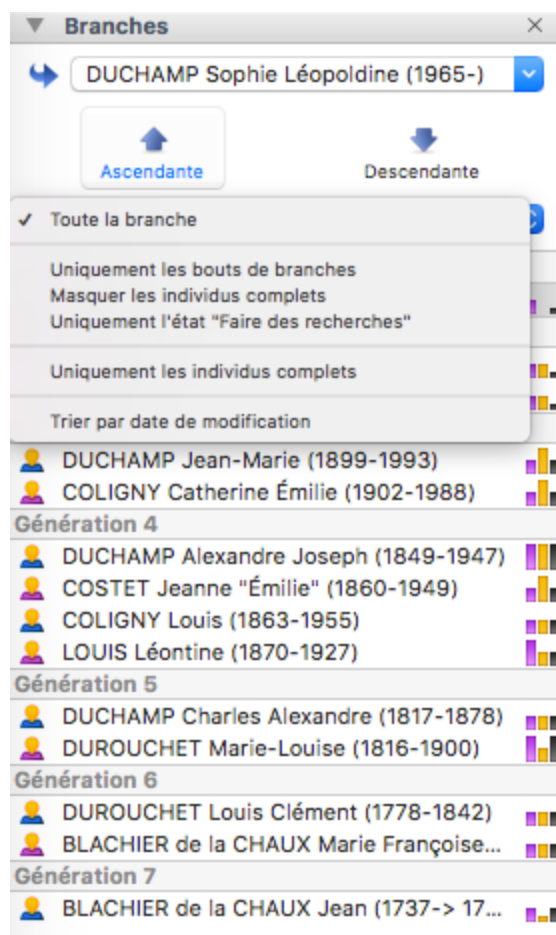 Branches
DUCHAMP Sophie Léopoldine (1965-)
Ascendante Descendante
Toute la branche
Uniquement les bouts de branches
Masquer les individus complets
Uniquement l'état "Faire des recherches"
Uniquement les individus complets
Trier par date de modification
DUCHAMP Jean-Marie (1899-1993)
COLIGNY Catherine Émilie (1902-1988)
Génération 4
DUCHAMP Alexandre Joseph (1849-1947)
COSTET Jeanne "Émilie" (1860-1949)
COLIGNY Louis (1863-1955)
LOUIS Léontine (1870-1927)
Génération 5
DUCHAMP Charles Alexandre (1817-1878)
DUROUCHET Marie-Louise (1816-1900)
Génération 6
DUROUCHET Louis Clément (1778-1842)
BLACHIER de la CHAUX Marie Françoise...
Génération 7
BLACHIER de la CHAUX Jean (1737-> 17...